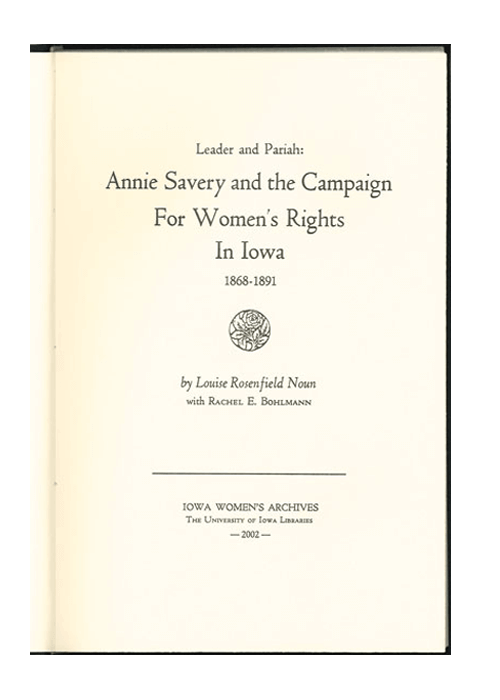 Leader and Pariah:
Annie Savery and the Campaign
For Women's Rights
In Iowa
1868-1891
by Louise Rosenfield Noun
with RACHEL E. BOHLMANN
IOWA WOMEN'S ARCHIVES
THE UNIVERSITY OF IOWA LIBRARIES
—2002—